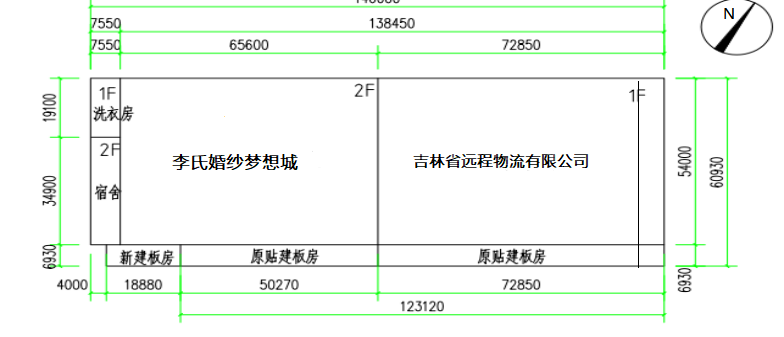 7550
138450
N
7550
65600
72850
1F
2F
1F
洗衣房
19100
2F
李氏婚纱梦想城
吉林省远程物流有限公司
54000
60930
宿舍
34900
新建板房
原贴建板房
原贴建板房
6930
6930
4000
18880
50270
72850
123120